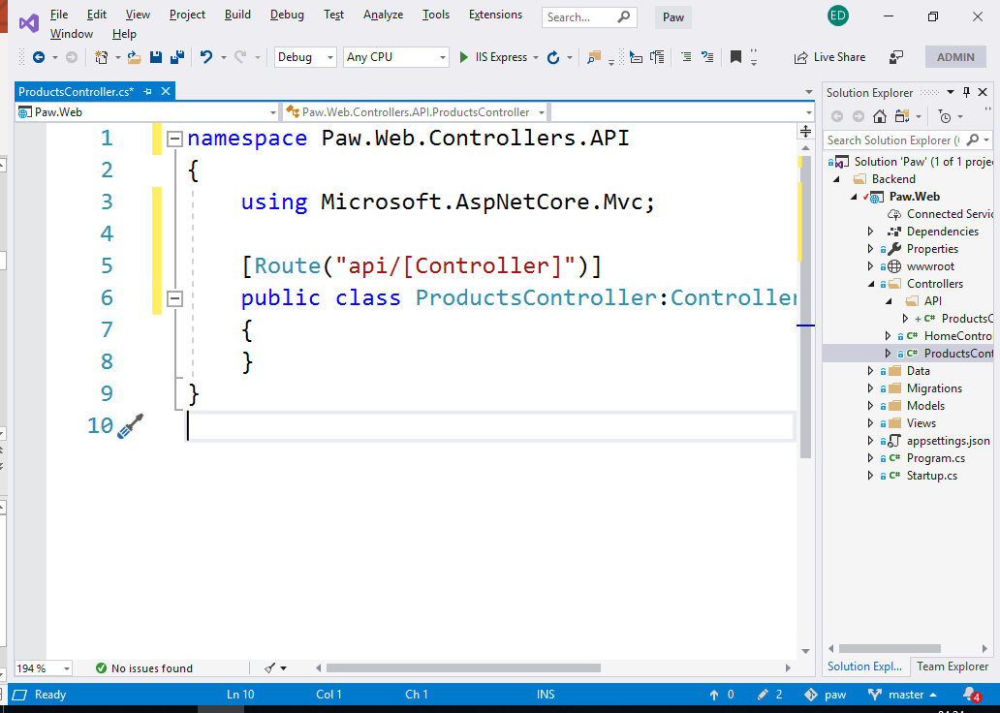 File Edit View Project Build Debug Test Analyze Tools Extensions Search... Paw ED
Window Help
Debug Any CPU IIS Express Live Share ADMIN
ProductsController.cs*
Paw.Web Paw.Web.Controllers.API.ProductsController
1 namespace Paw.Web.Controllers.API
2 {
3 using Microsoft.AspNetCore.Mvc;
4
5 [Route("api/[Controller]")]
6 public class ProductsController:Controller
7 {
8 }
9 }
10
194 % No issues found
Solution Explorer
Search Solution Explorer (
Solution 'Paw' (1 of 1 proje
Backend
Paw.Web
Connected Servi
Dependencies
Properties
wwwroot
Controllers
API
+ C# ProductsC
C# HomeContro
C# ProductsCont
Data
Migrations
Models
Views
appsettings.json
C# Program.cs
C# Startup.cs
Solution Expl... Team Explorer
Ready Ln 10 Col 1 Ch 1 INS 0 2 paw master 4